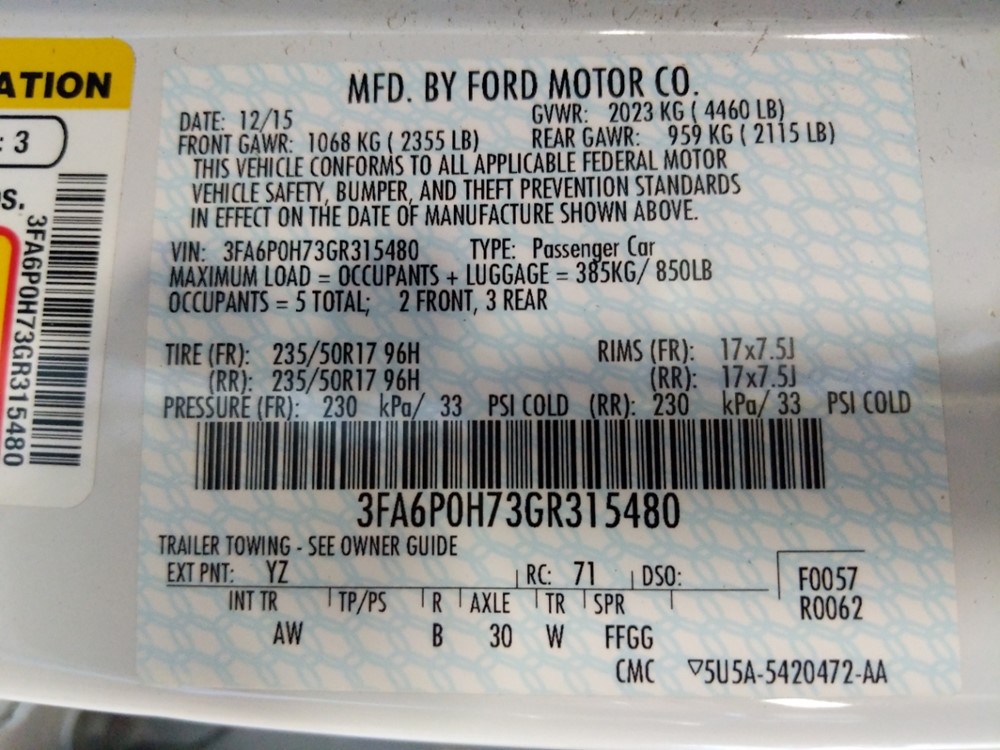 ATION
: 3
s.
3FA6P0H73GR315480
MFD. BY FORD MOTOR CO.
DATE: 12/15 GVWR: 2023 KG ( 4460 LB)
FRONT GAWR: 1068 KG ( 2355 LB) REAR GAWR: 959 KG ( 2115 LB)
THIS VEHICLE CONFORMS TO ALL APPLICABLE FEDERAL MOTOR
VEHICLE SAFETY, BUMPER, AND THEFT PREVENTION STANDARDS
IN EFFECT ON THE DATE OF MANUFACTURE SHOWN ABOVE.
VIN: 3FA6P0H73GR315480 TYPE: Passenger Car
MAXIMUM LOAD = OCCUPANTS + LUGGAGE = 385KG/ 850LB
OCCUPANTS = 5 TOTAL; 2 FRONT, 3 REAR
TIRE (FR): 235/50R17 96H RIMS (FR): 17x7.5J
(RR): 235/50R17 96H (RR): 17x7.5J
PRESSURE (FR): 230 kPa/ 33 PSI COLD (RR): 230 kPa/ 33 PSI COLD
3FA6P0H73GR315480
TRAILER TOWING - SEE OWNER GUIDE
EXT PNT: YZ RC: 71 DSO: F0057
INT TR TP/PS R AXLE TR SPR R0062
AW B 30 W FFGG
CMC ▽5U5A-5420472-AA